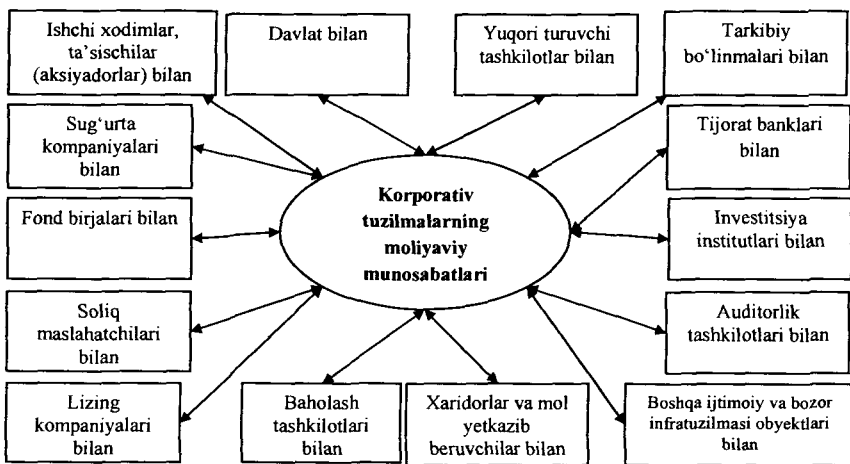 Ishchi xodimlar,
ta’sischilar
(aksiyadorlar) bilan
Davlat bilan
Yuqori turuvchi
tashkilotlar bilan
Tarkibiy
bo‘linmalari bilan
Sug‘urta
kompaniyalari
bilan
Tijorat banklari
bilan
Korporativ
tuzilmalarning
moliyaviy
munosabatlari
Fond birjalari bilan
Investitsiya
institutlari bilan
Soliq
maslahatchilari
bilan
Auditorlik
tashkilotlari bilan
Lizing
kompaniyalari
bilan
Baholash
tashkilotlari
bilan
Xaridorlar va mol
yetkazib
beruvchilar bilan
Boshqa ijtimoiy va bozor
infratuzilmasi obyektlari
bilan